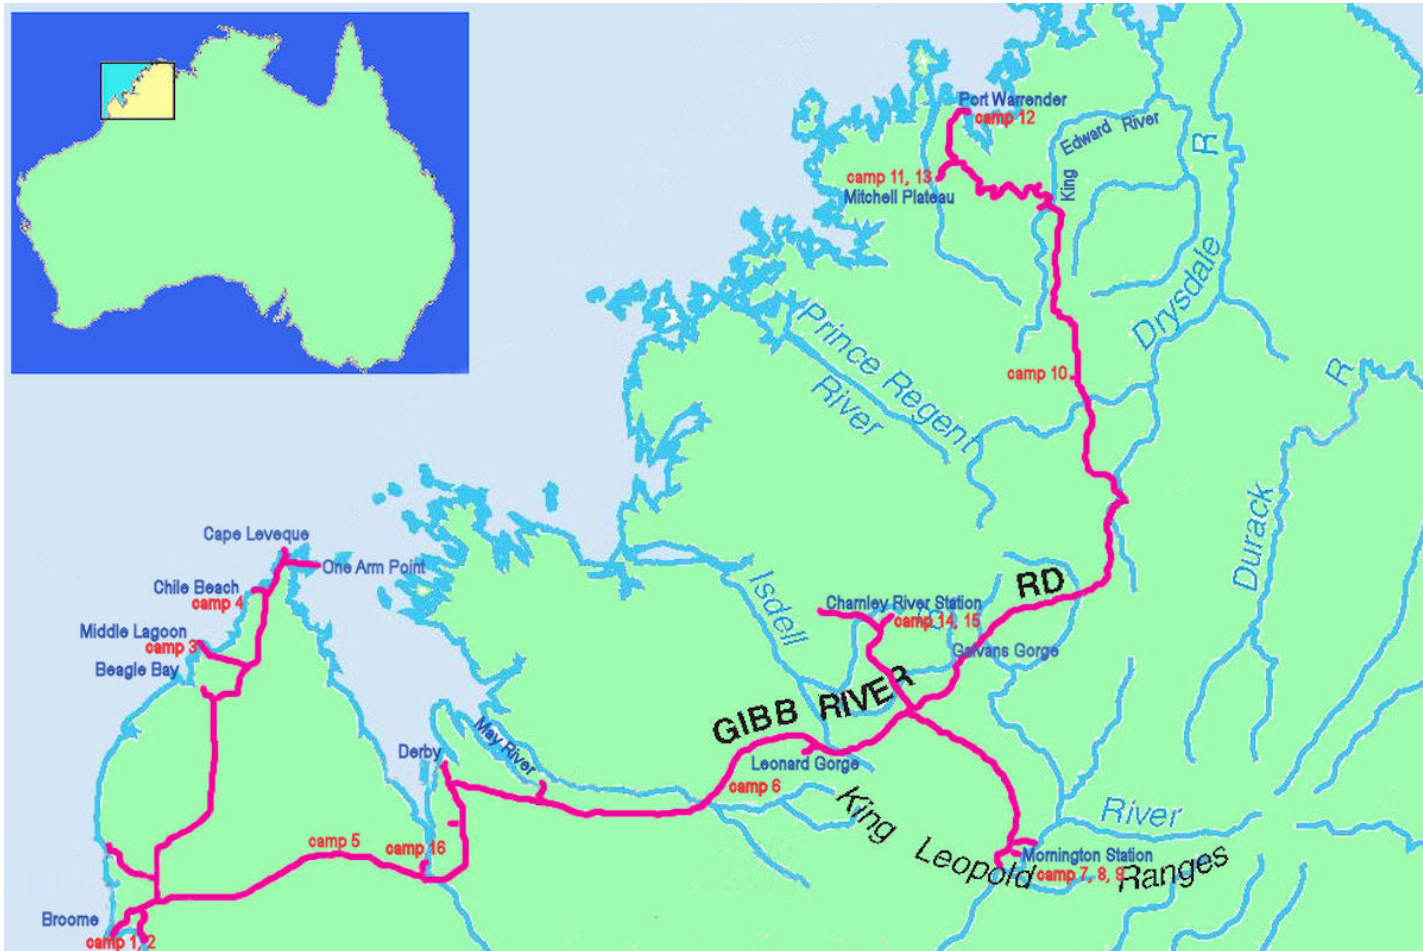 Port Warrender
camp 12
Edward River
King
R
camp 11, 13
Mitchell Plateau
Drysdale
Prince Regent
River
camp 10
R
Durack
Cape Leveque
One Arm Point
Chile Beach
camp 4
Middle Lagoon
camp 3
Beagle Bay
Isdell
RD
Charnley River Station
camp 14, 15
Galvans Gorge
GIBB RIVER
May River
Derby
Leonard Gorge
camp 6
King Leopold Ranges
River
camp 5
camp 16
Mornington Station
camp 7, 8, 9
Broome
camp 1, 2